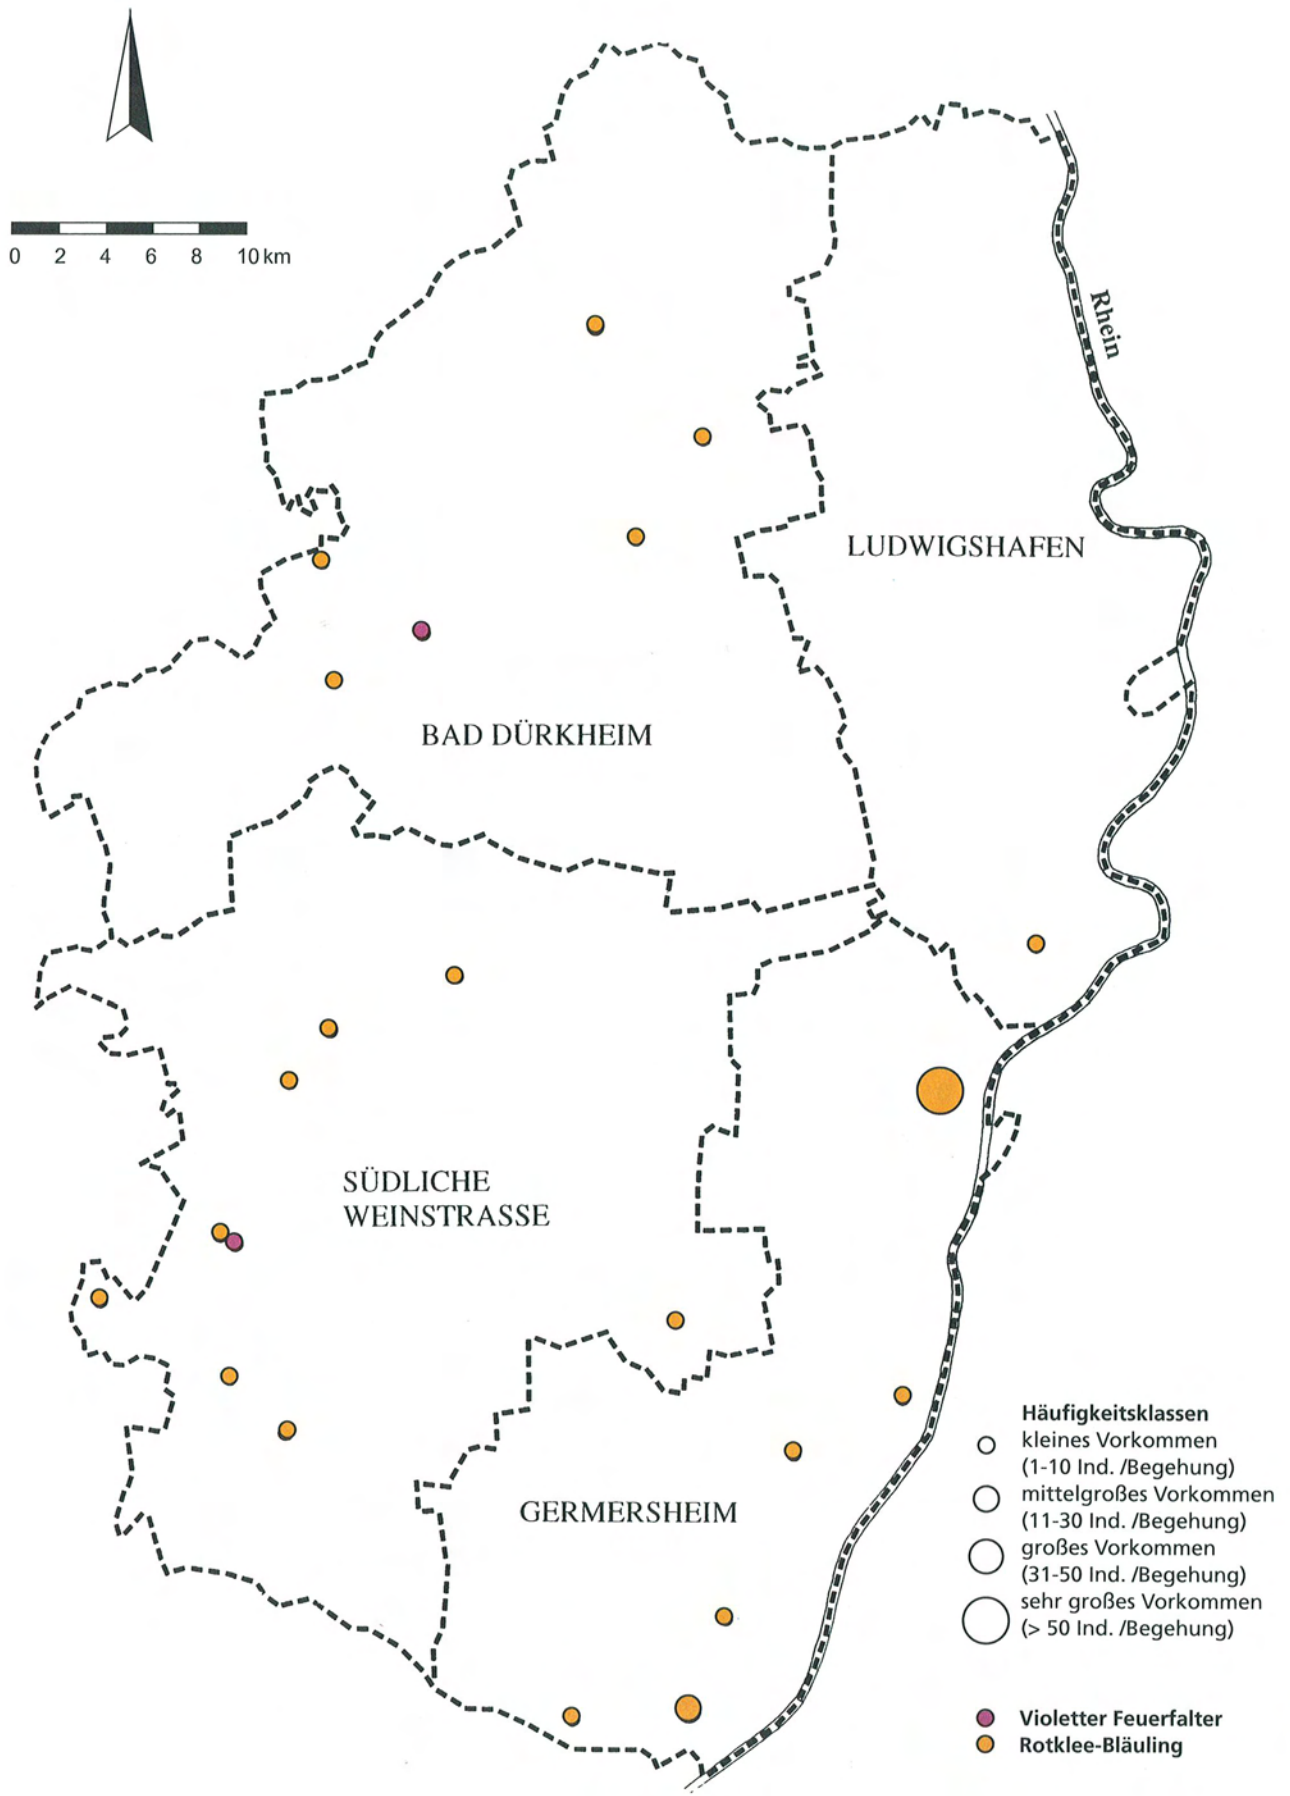 0 2 4 6 8 10 km
Rhein
LUDWIGSHAFEN
BAD DÜRKHEIM
SÜDLICHE
WEINSTRASSE
GERMERSHEIM
Häufigkeitsklassen
kleines Vorkommen
(1-10 Ind. /Begehung)
mittelgroßes Vorkommen
(11-30 Ind. /Begehung)
großes Vorkommen
(31-50 Ind. /Begehung)
sehr großes Vorkommen
(> 50 Ind. /Begehung)
Violetter Feuerfalter
Rotklee-Bläuling